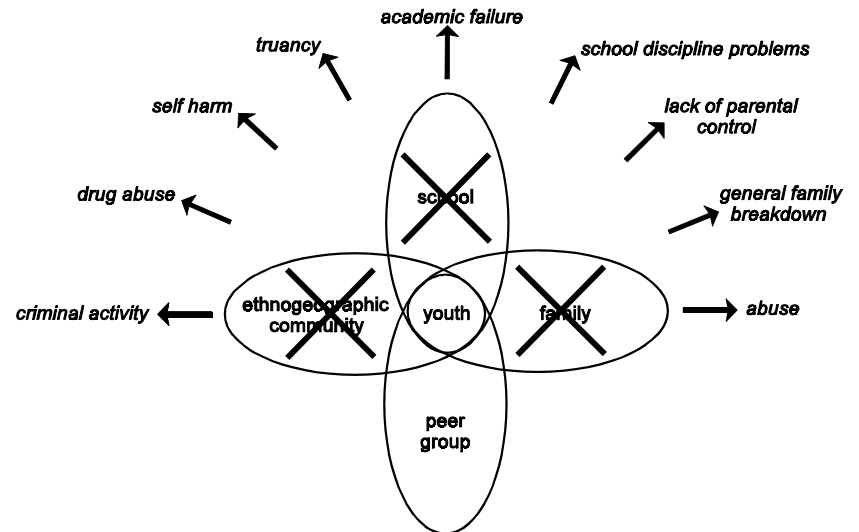 academic failure
truancy
school discipline problems
self harm
lack of parental
control
drug abuse
school
general family
breakdown
ethnogeographic
community
youth
family
criminal activity
abuse
peer
group